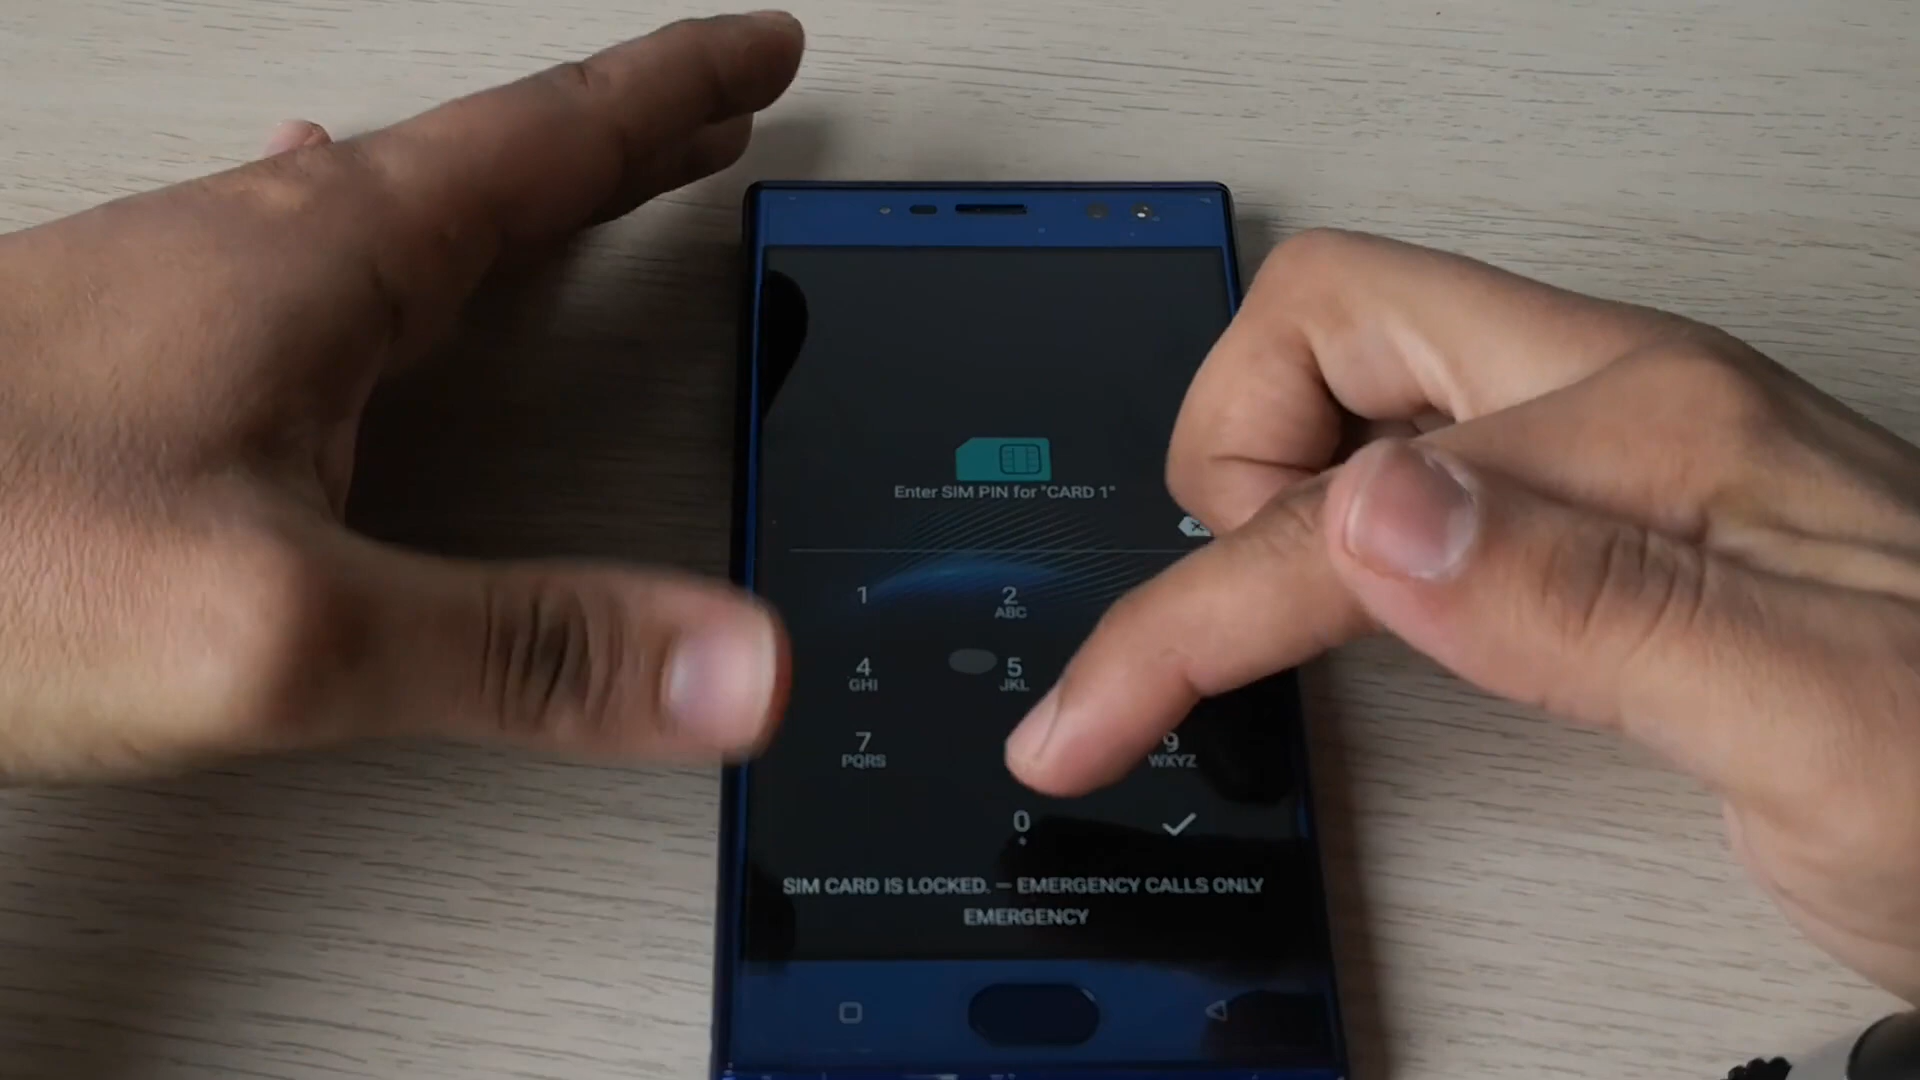 Enter SIM PIN for "CARD 1"
1
2
ABC
4
GHI
5
JKL
7
PQRS
9
WXYZ
0
+
SIM CARD IS LOCKED. — EMERGENCY CALLS ONLY
EMERGENCY